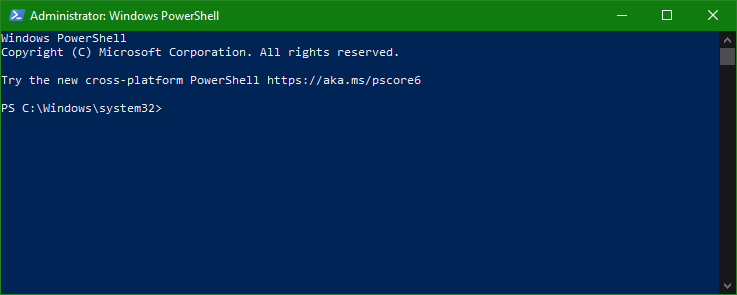 Administrator: Windows PowerShell
Windows PowerShell
Copyright (C) Microsoft Corporation. All rights reserved.
Try the new cross-platform PowerShell https://aka.ms/pscore6
PS C:\Windows\system32>